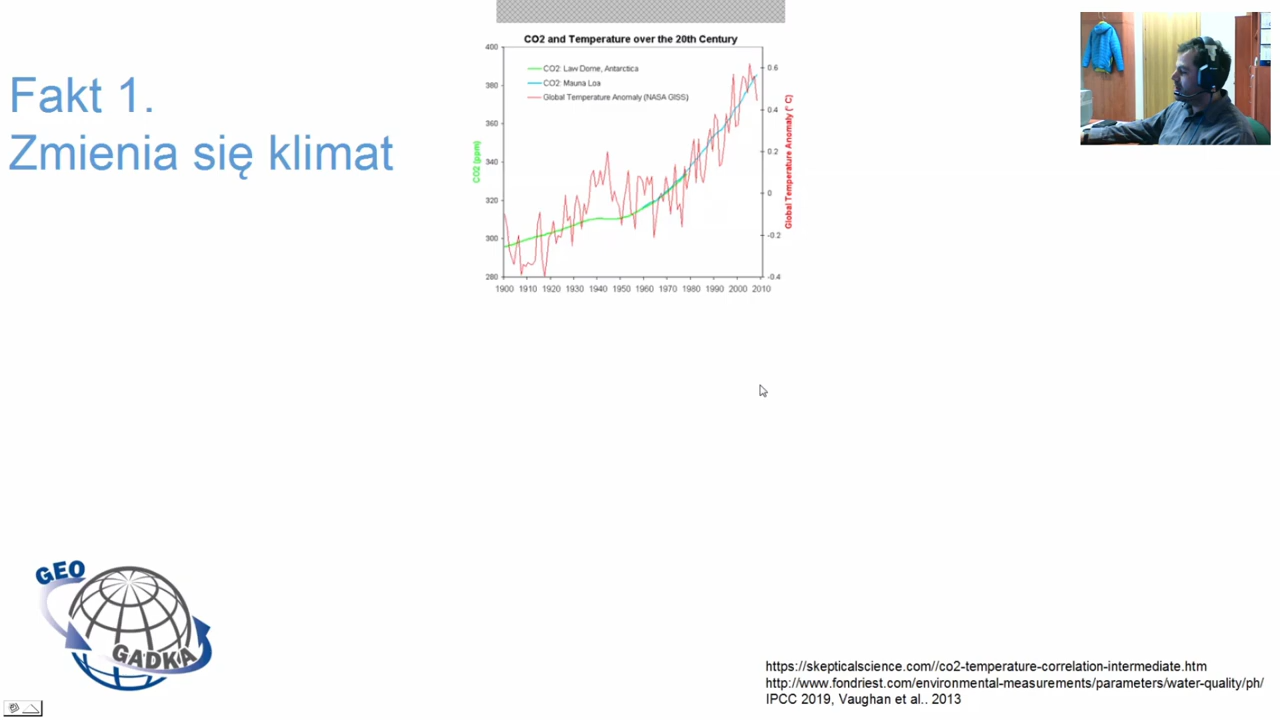 Fakt 1.
Zmienia się klimat
CO2 and Temperature over the 20th Century
CO2: Law Dome, Antarctica
CO2: Mauna Loa
Global Temperature Anomaly (NASA GISS)
CO2 (ppm)
400
380
360
340
320
300
280
0.6
0.4
0.2
0
-0.2
-0.4
Global Temperature Anomaly (° C)
1900 1910 1920 1930 1940 1950 1960 1970 1980 1990 2000 2010
GEO
GADKA
https://skepticalscience.com//co2-temperature-correlation-intermediate.htm
http://www.fondriest.com/environmental-measurements/parameters/water-quality/ph/
IPCC 2019, Vaughan et al.. 2013